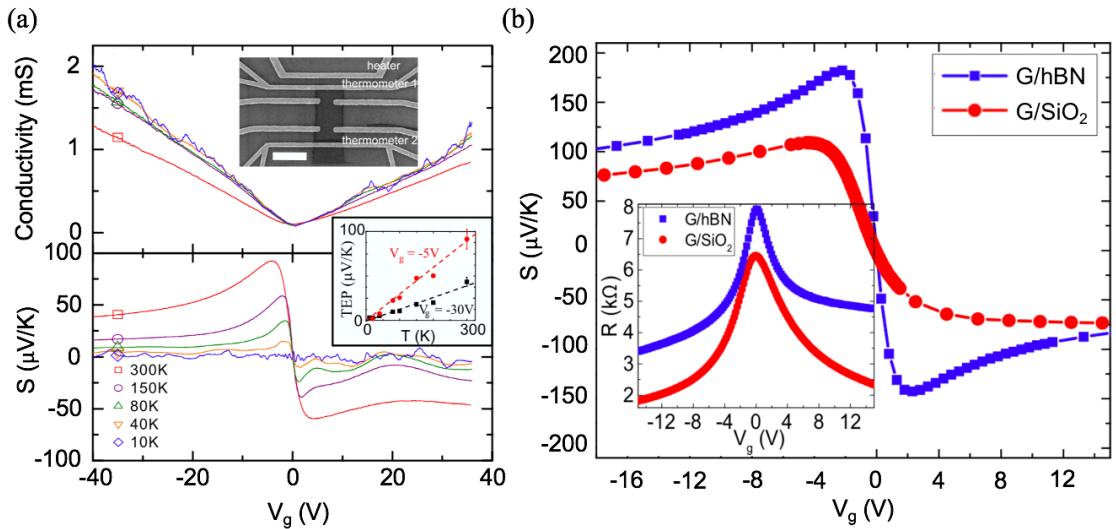 (a)
(b)
Conductivity (mS)
2
1
0
heater
thermometer 1
thermometer 2
S (μV/K)
100
50
0
-50
-100
300K
150K
80K
40K
10K
TEP (μV/K)
100
0
V_g = -5V
V_g = -30V
0
300
T (K)
-40
-20
0
20
40
V_g (V)
S (μV/K)
200
150
100
50
0
-50
-100
-150
-200
G/hBN
G/SiO₂
R (kΩ)
8
7
6
5
4
3
2
G/hBN
G/SiO₂
-12
-8
-4
0
4
8
12
V_g (V)
-16
-12
-8
-4
0
4
8
12
V_g (V)